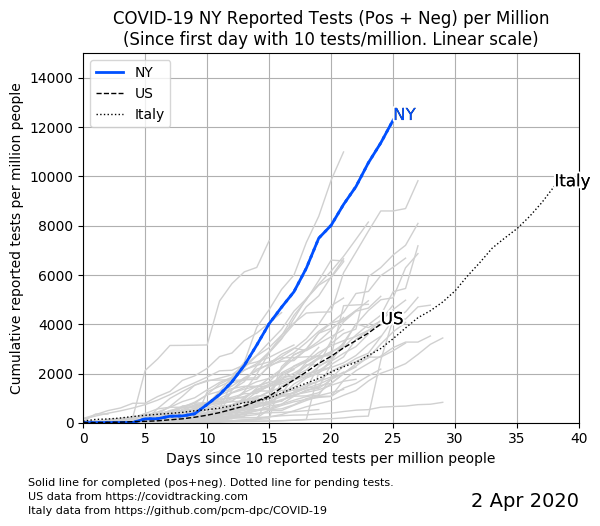 COVID-19 NY Reported Tests (Pos + Neg) per Million
(Since first day with 10 tests/million. Linear scale)
Cumulative reported tests per million people
14000
12000
10000
8000
6000
4000
2000
0
NY
US
Italy
NY
Italy
US
0 5 10 15 20 25 30 35 40
Days since 10 reported tests per million people
Solid line for completed (pos+neg). Dotted line for pending tests.
US data from https://covidtracking.com
Italy data from https://github.com/pcm-dpc/COVID-19
2 Apr 2020